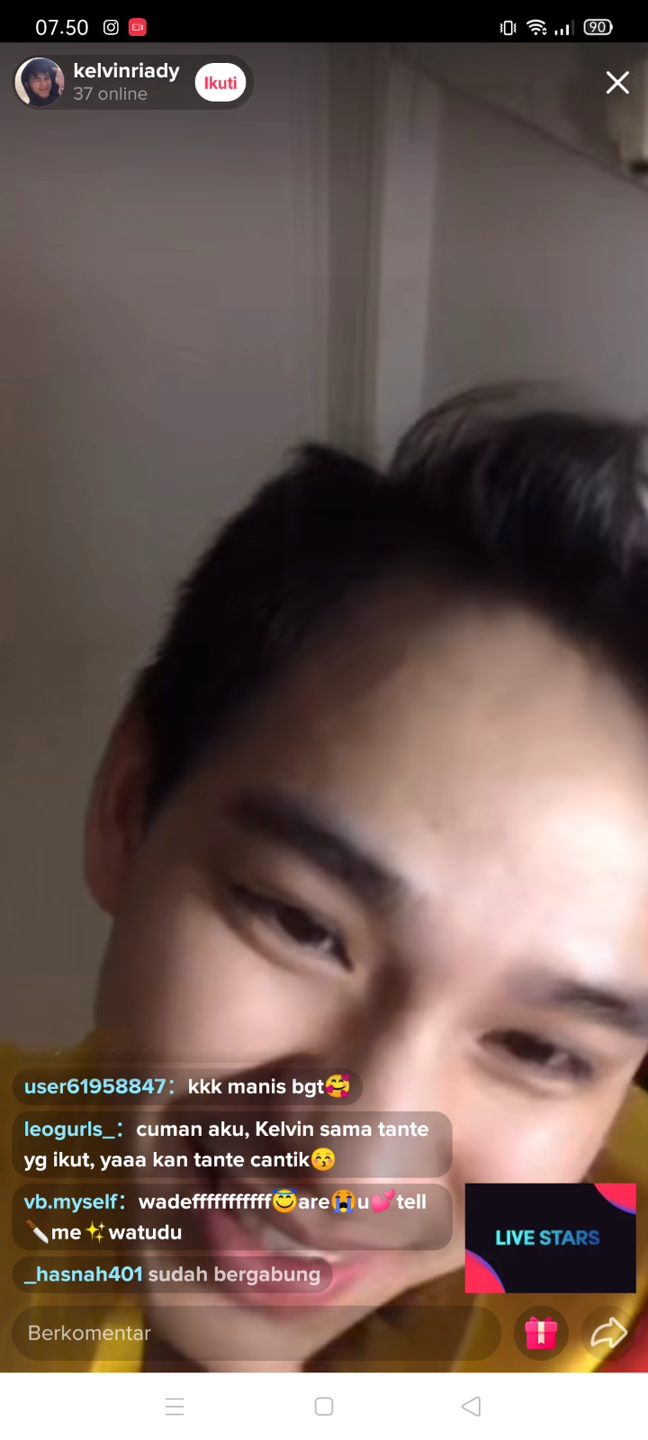 07.50
90
kelvinriady
37 online
Ikuti
user61958847: kkk manis bgt🥰
leogurls_: cuman aku, Kelvin sama tante
yg ikut, yaaa kan tante cantik😚
vb.myself: wadefffffffffff😇are😭u💕tell
🔪me✨watudu
_hasnah401 sudah bergabung
LIVE STARS
Berkomentar